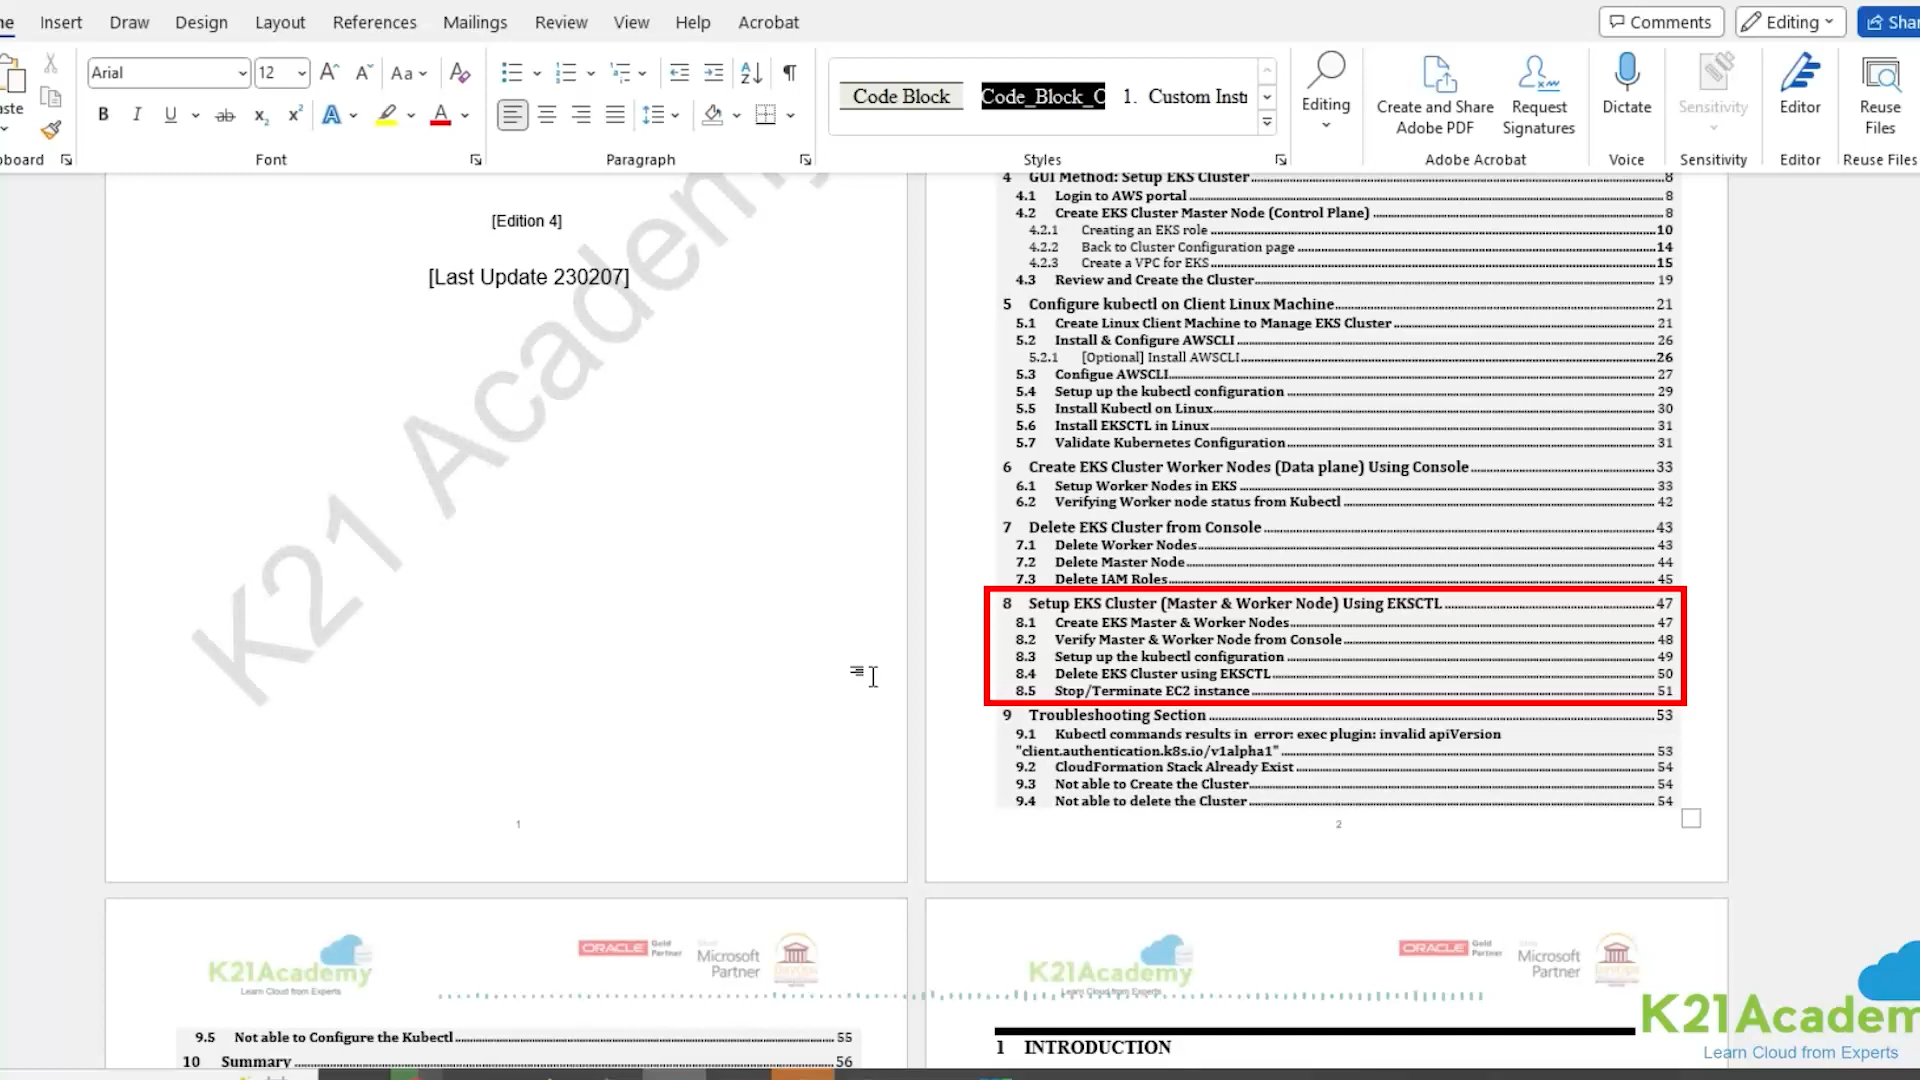 Insert Draw Design Layout References Mailings Review View Help Acrobat
Comments Editing
Arial 12 Aa
Code Block Code_Block_ 1. Custom
Editing
Create and Share
Adobe PDF
Request
Signatures
Dictate
Sensitivity
Editor
Reuse
Files
Font Paragraph Styles Adobe Acrobat Voice Sensitivity Editor Reuse Files
[Edition 4]
[Last Update 230207]
K21 Academy
1
4 GUI Method: Setup EKS Cluster 8
4.1 Login to AWS portal 8
4.2 Create EKS Cluster Master Node (Control Plane) 8
4.2.1 Creating an EKS role 10
4.2.2 Back to Cluster Configuration page 14
4.2.3 Create a VPC for EKS 15
4.3 Review and Create the Cluster 19
5 Configure kubectl on Client Linux Machine 21
5.1 Create Linux Client Machine to Manage EKS Cluster 21
5.2 Install & Configure AWSCLI 26
5.2.1 [Optional] Install AWSCLI 26
5.3 Configue AWSCLI 27
5.4 Setup up the kubectl configuration 29
5.5 Install Kubectl on Linux 30
5.6 Install EKSCTL in Linux 31
5.7 Validate Kubernetes Configuration 31
6 Create EKS Cluster Worker Nodes (Data plane) Using Console 33
6.1 Setup Worker Nodes in EKS 33
6.2 Verifying Worker node status from Kubectl 42
7 Delete EKS Cluster from Console 43
7.1 Delete Worker Nodes 43
7.2 Delete Master Node 44
7.3 Delete IAM Roles 45
8 Setup EKS Cluster (Master & Worker Node) Using EKSCTL 47
8.1 Create EKS Master & Worker Nodes 47
8.2 Verify Master & Worker Node from Console 48
8.3 Setup up the kubectl configuration 49
8.4 Delete EKS Cluster using EKSCTL 50
8.5 Stop/Terminate EC2 instance 51
9 Troubleshooting Section 53
9.1 Kubectl commands results in error: exec plugin: invalid apiVersion
"client.authentication.k8s.io/v1alpha1" 53
9.2 CloudFormation Stack Already Exist 54
9.3 Not able to Create the Cluster 54
9.4 Not able to delete the Cluster 54
2
K21Academy
Learn Cloud from Experts
ORACLE Gold Partner
Microsoft Partner
9.5 Not able to Configure the Kubectl 55
10 Summary 56
K21Academy
Learn Cloud from Experts
ORACLE Gold Partner
Microsoft Partner
1 INTRODUCTION
K21Academ
Learn Cloud from Experts